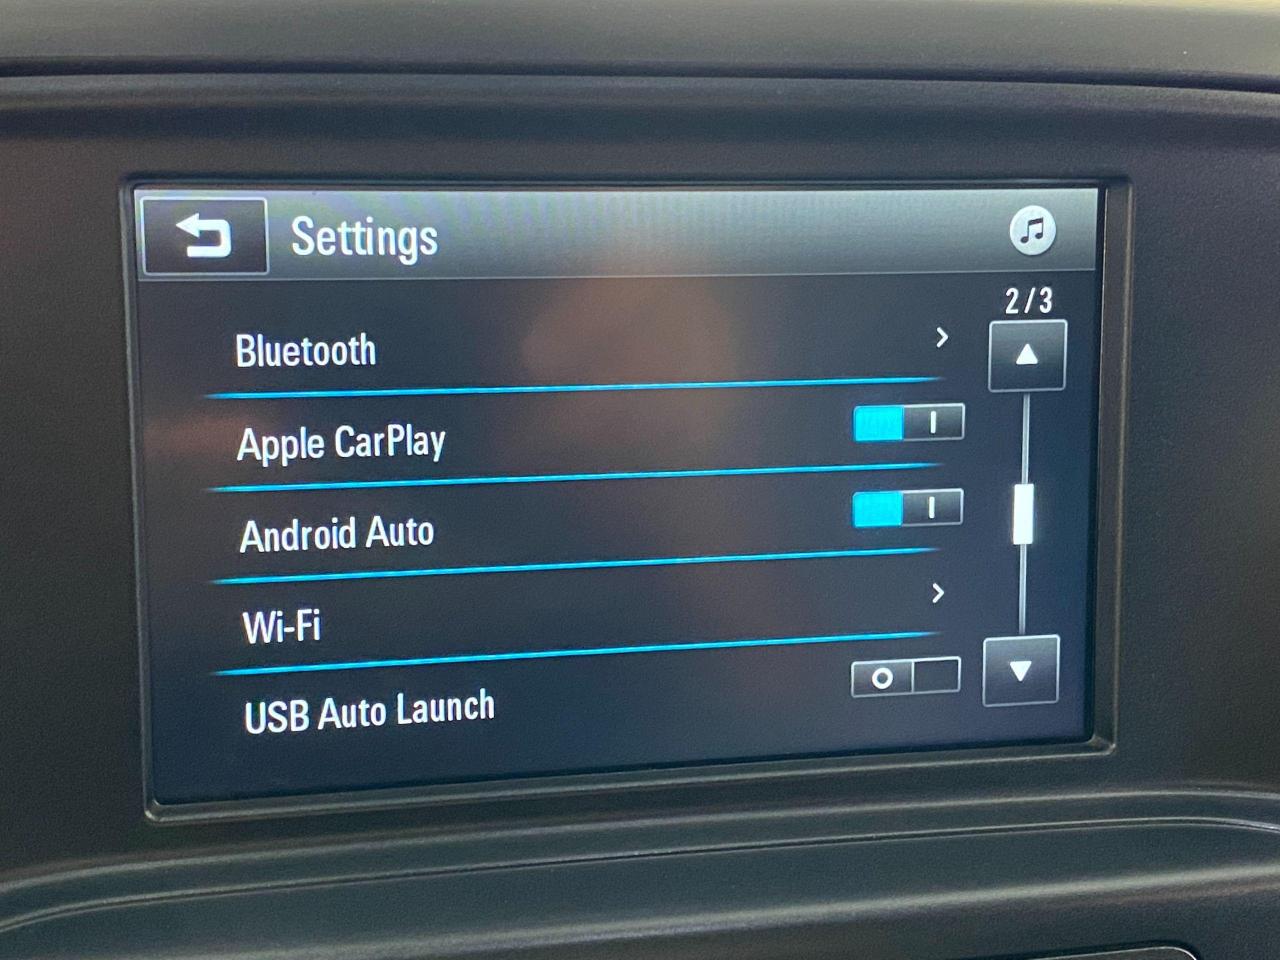 Settings
2/3
Bluetooth
Apple CarPlay
Android Auto
Wi-Fi
USB Auto Launch